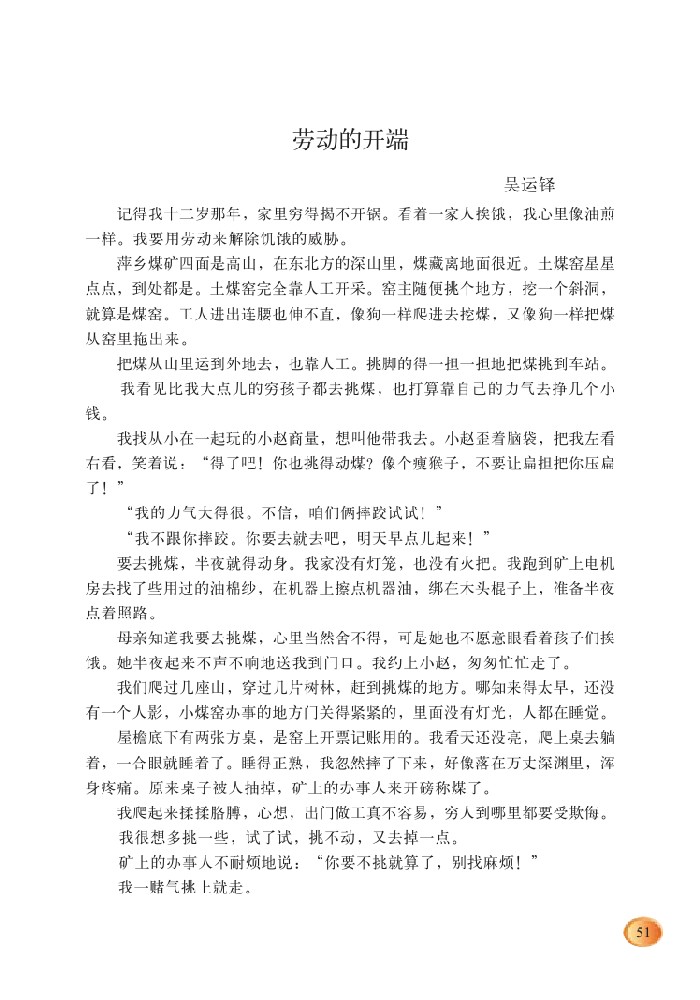 劳动的开端
吴运铎
记得我十二岁那年，家里穷得揭不开锅。看着一家人挨饿，我心里像油煎
一样。我要用劳动来解除饥饿的威胁。
萍乡煤矿四面是高山，在东北方的深山里，煤藏离地面很近。土煤窑星星
点点，到处都是。土煤窑完全靠人工开采。窑主随便挑个地方，挖一个斜洞，
就算是煤窑。工人进出连腰也伸不直，像狗一样爬进去挖煤，又像狗一样把煤
从窑里拖出来。
把煤从山里运到外地去，也靠人工。挑脚的得一担一担地把煤挑到车站。
我看见比我大点儿的穷孩子都去挑煤，也打算靠自己的力气去挣几个小
钱。
我找从小在一起玩的小赵商量，想叫他带我去。小赵歪着脑袋，把我左看
右看，笑着说：“得了吧！你也挑得动煤？像个瘦猴子，不要让扁担把你压扁
了！”
“我的力气大得很。不信，咱们俩摔跤试试！”
“我不跟你摔跤。你要去就去吧，明天早点儿起来！”
要去挑煤，半夜就得动身。我家没有灯笼，也没有火把。我跑到矿上电机
房去找了些用过的油棉纱，在机器上擦点机器油，绑在木头棍子上，准备半夜
点着照路。
母亲知道我要去挑煤，心里当然舍不得，可是她也不愿意眼看着孩子们挨
饿。她半夜起来不声不响地送我到门口。我约上小赵，匆匆忙忙走了。
我们爬过几座山，穿过几片树林，赶到挑煤的地方。哪知来得太早，还没
有一个人影，小煤窑办事的地方门关得紧紧的，里面没有灯光，人都在睡觉。
屋檐底下有两张方桌，是窑上开票记账用的。我看天还没亮，爬上桌去躺
着，一合眼就睡着了。睡得正熟，我忽然摔了下来，好像落在万丈深渊里，浑
身疼痛。原来桌子被人抽掉，矿上的办事人来开磅称煤了。
我爬起来揉揉胳膊，心想，出门做工真不容易，穷人到哪里都要受欺侮。
我很想多挑一些，试了试，挑不动，又去掉一点。
矿上的办事人不耐烦地说：“你要不挑就算了，别找麻烦！”
我一赌气挑上就走。
51